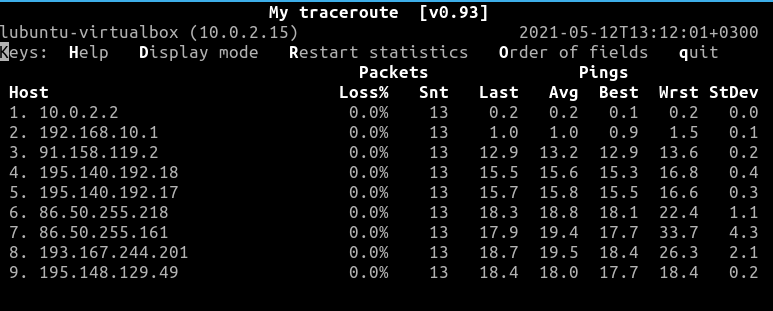 My traceroute [v0.93]
lubuntu-virtualbox (10.0.2.15) 2021-05-12T13:12:01+0300
Keys: Help Display mode Restart statistics Order of fields quit
Packets Pings
Host Loss% Snt Last Avg Best Wrst StDev
1. 10.0.2.2 0.0% 13 0.2 0.2 0.1 0.2 0.0
2. 192.168.10.1 0.0% 13 1.0 1.0 0.9 1.5 0.1
3. 91.158.119.2 0.0% 13 12.9 13.2 12.9 13.6 0.2
4. 195.140.192.18 0.0% 13 15.5 15.6 15.3 16.8 0.4
5. 195.140.192.17 0.0% 13 15.7 15.8 15.5 16.6 0.3
6. 86.50.255.218 0.0% 13 18.3 18.8 18.1 22.4 1.1
7. 86.50.255.161 0.0% 13 17.9 19.4 17.7 33.7 4.3
8. 193.167.244.201 0.0% 13 18.7 19.5 18.4 26.3 2.1
9. 195.148.129.49 0.0% 13 18.4 18.0 17.7 18.4 0.2